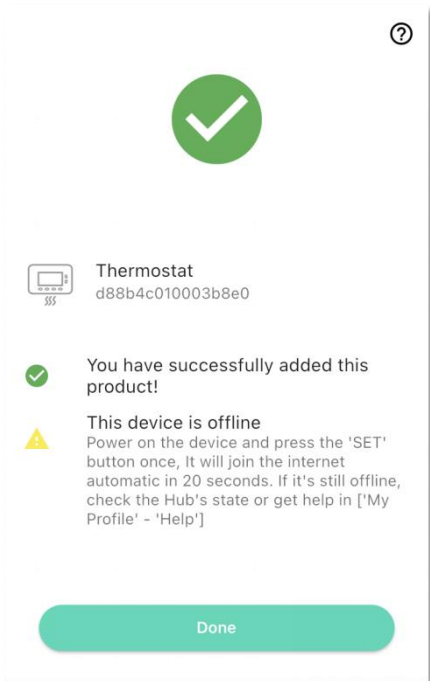 Thermostat
d88b4c010003b8e0
You have successfully added this
product!
This device is offline
Power on the device and press the 'SET'
button once, It will join the internet
automatic in 20 seconds. If it's still offline,
check the Hub's state or get help in ['My
Profile' - 'Help']
Done